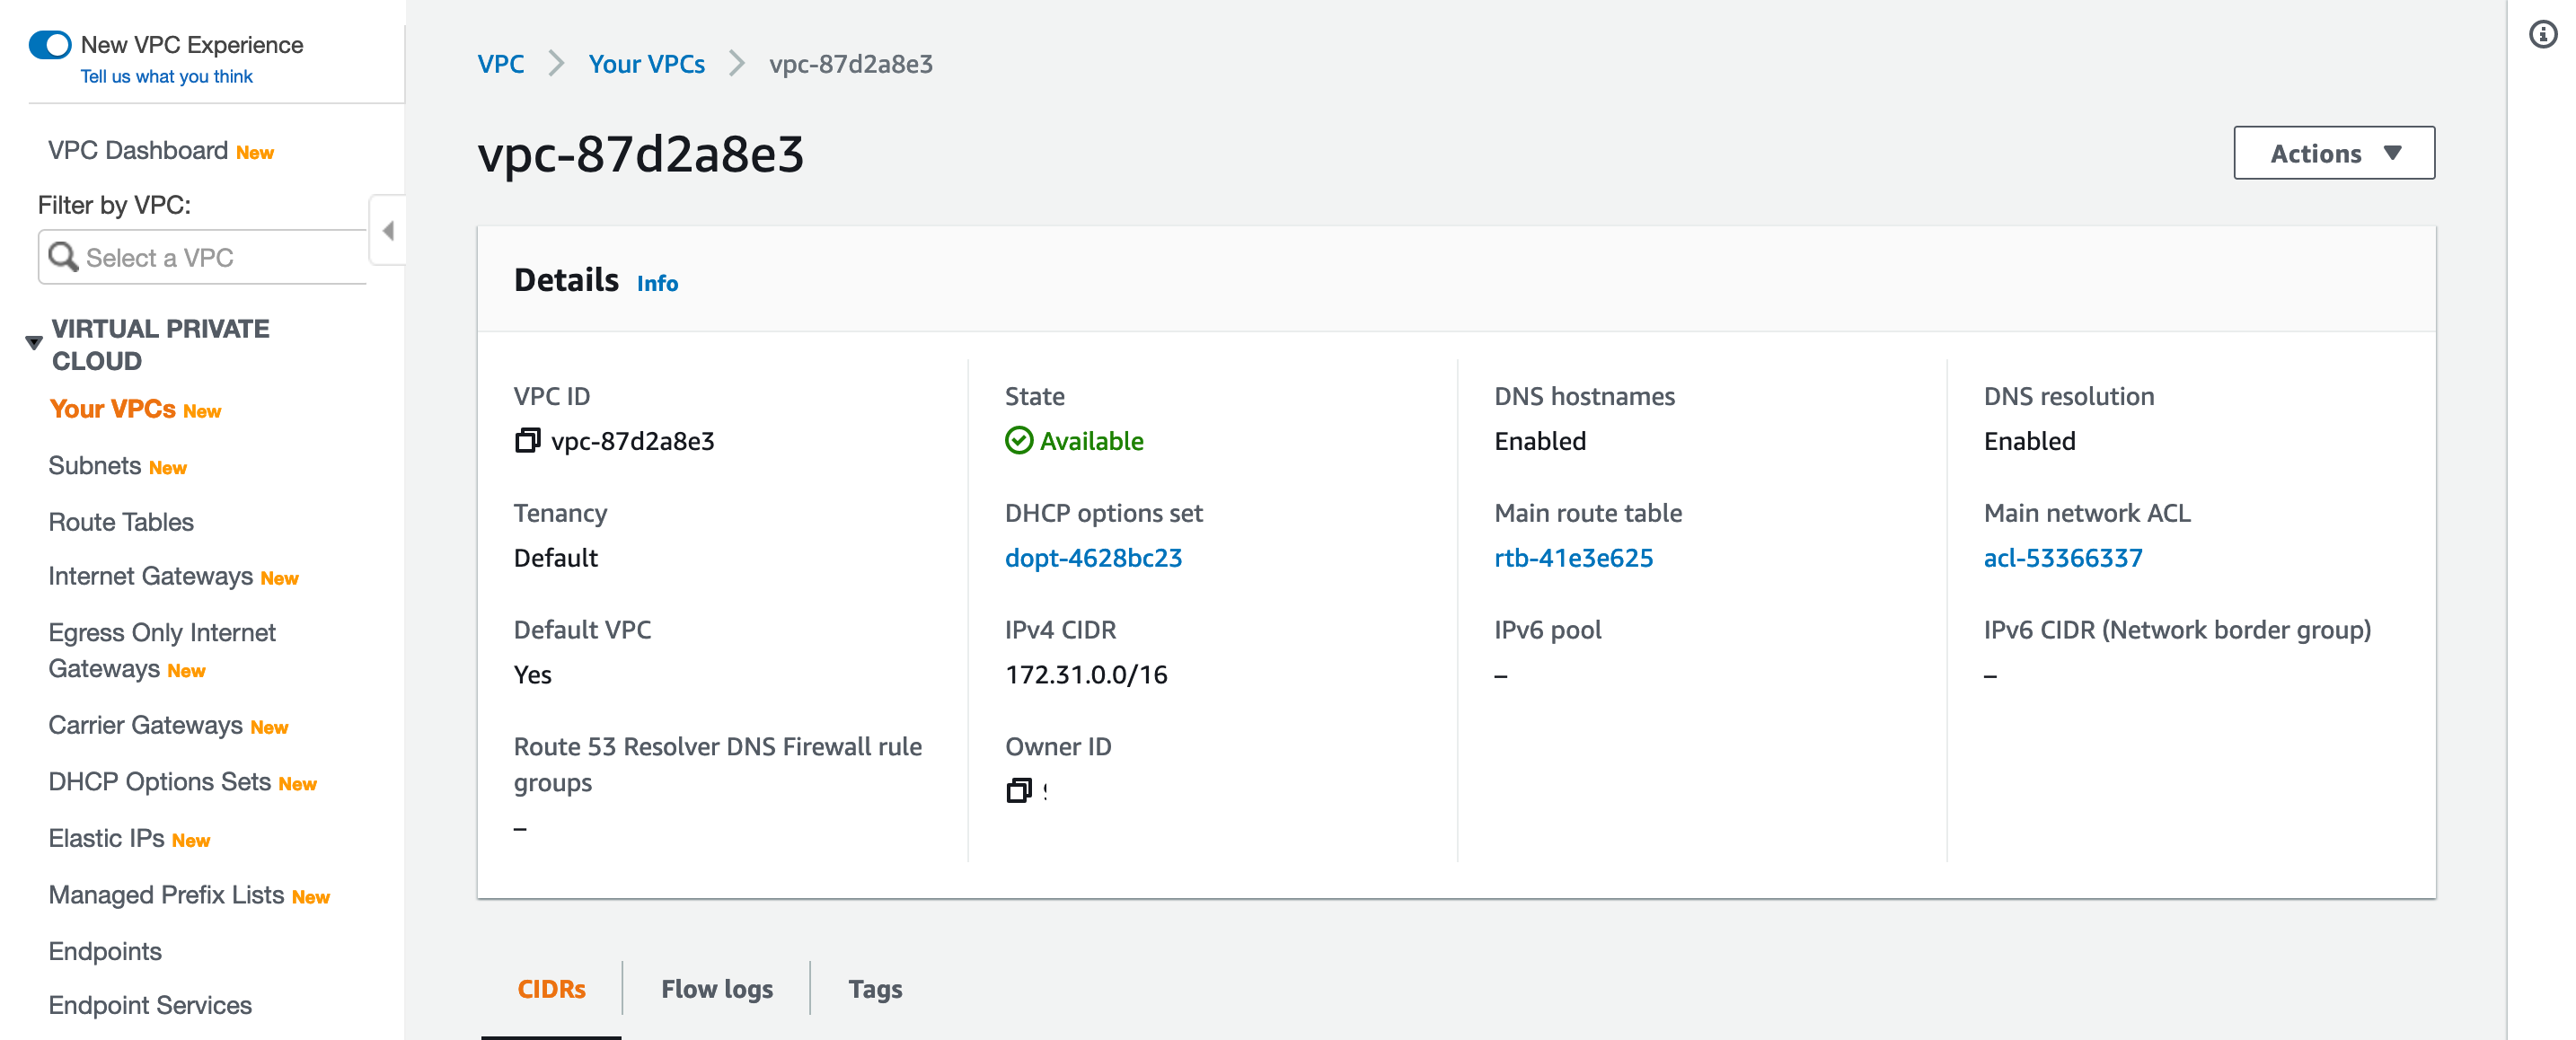 New VPC Experience
Tell us what you think
VPC Dashboard New
Filter by VPC:
Select a VPC
VIRTUAL PRIVATE
CLOUD
Your VPCs New
Subnets New
Route Tables
Internet Gateways New
Egress Only Internet
Gateways New
Carrier Gateways New
DHCP Options Sets New
Elastic IPs New
Managed Prefix Lists New
Endpoints
Endpoint Services
VPC > Your VPCs > vpc-87d2a8e3
vpc-87d2a8e3
Actions
Details Info
VPC ID
vpc-87d2a8e3
State
Available
DNS hostnames
Enabled
DNS resolution
Enabled
Tenancy
Default
DHCP options set
dopt-4628bc23
Main route table
rtb-41e3e625
Main network ACL
acl-53366337
Default VPC
Yes
IPv4 CIDR
172.31.0.0/16
IPv6 pool
–
IPv6 CIDR (Network border group)
–
Route 53 Resolver DNS Firewall rule
groups
–
Owner ID
CIDRs
Flow logs
Tags